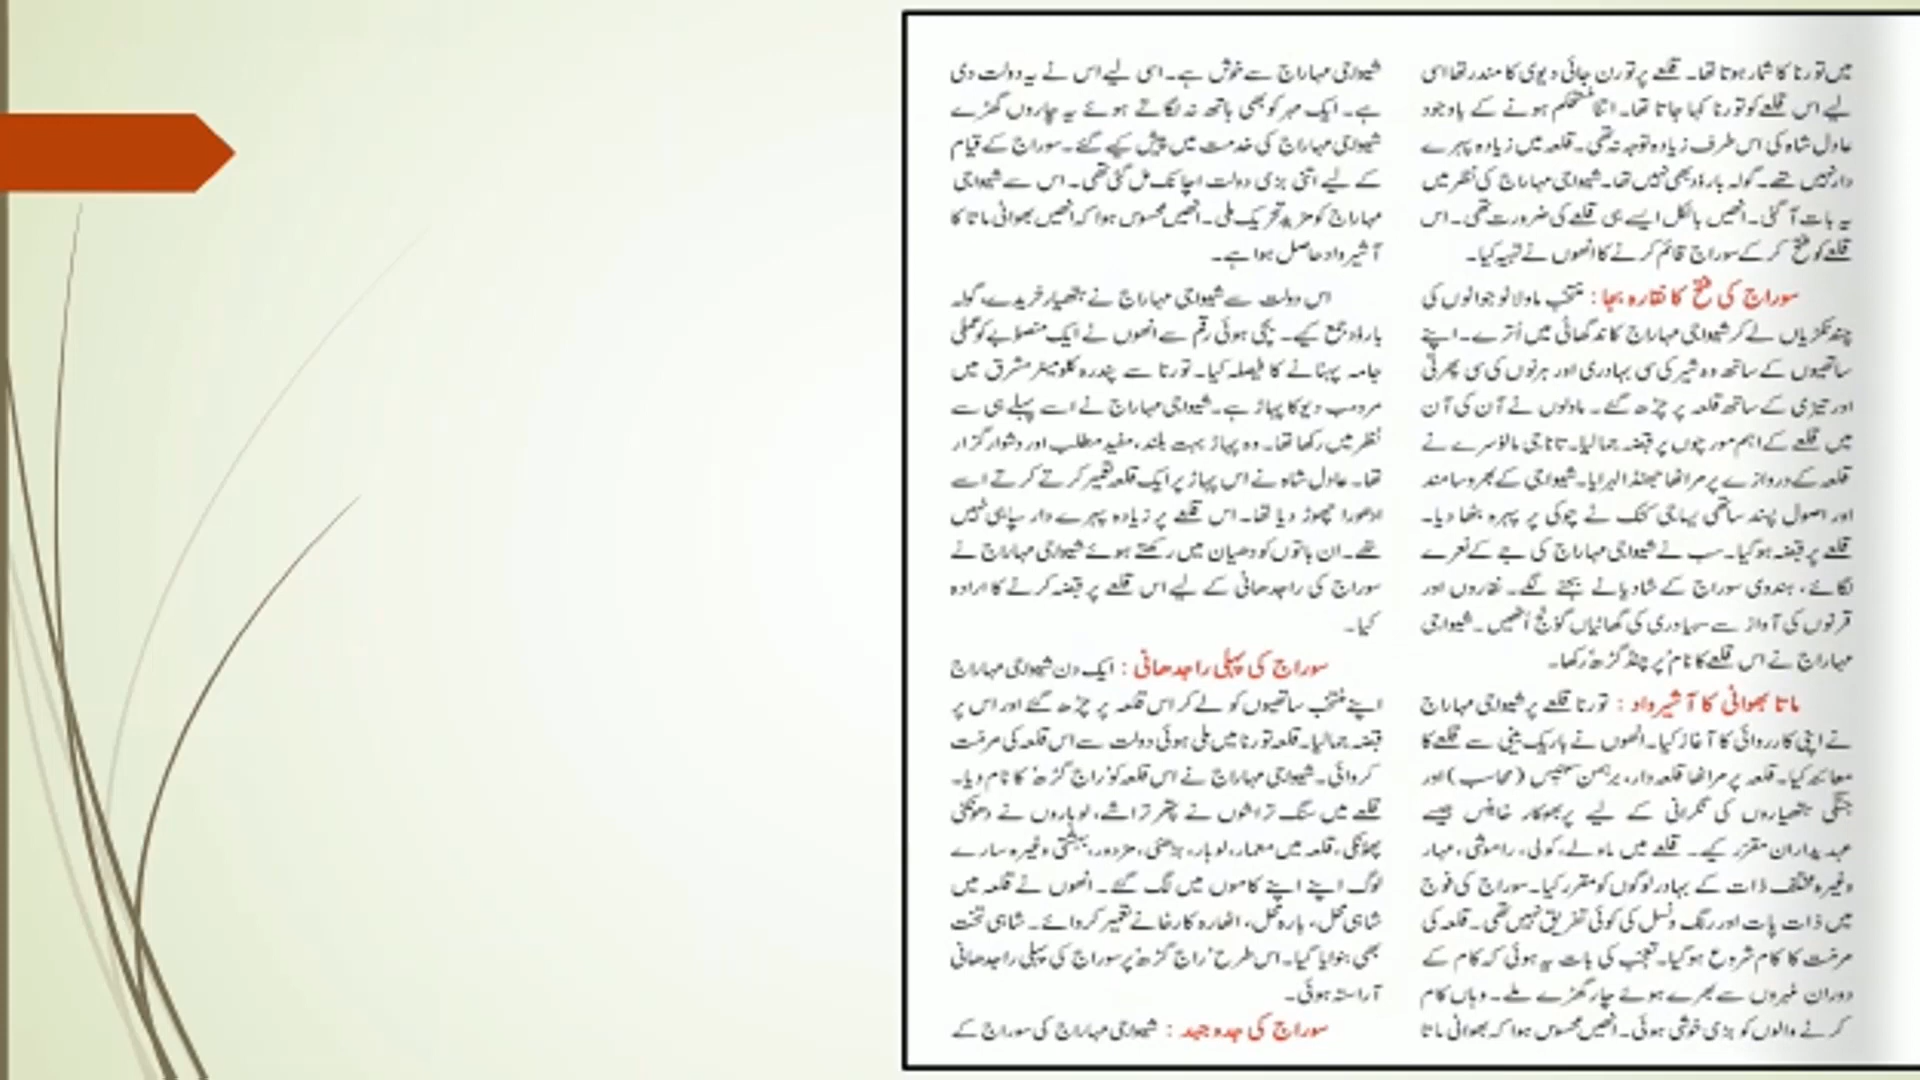 میں تورنا کا شمار ہوتا تھا۔ قلعے پر تورن جائی دیوی کا مندر تھا اسی
لیے اس قلعے کو تورنا کہا جاتا تھا۔ اتنا مستحکم ہونے کے باوجود
عادل شاہ کی اس طرف زیادہ توجہ نہ تھی۔ قلعہ میں زیادہ پہرے
دار نہیں تھے۔ گولہ بارود بھی نہیں تھا۔ شیواجی مہاراج کی نظر میں
یہ بات آ گئی۔ انھیں بالکل ایسے ہی قلعے کی ضرورت تھی۔ اس
قلعے کو فتح کر کے سوراج قائم کرنے کا انھوں نے تہیہ کیا۔
سوراج کی فتح کا نقارہ بجا : منتخب ماولا نوجوانوں کی
چند ٹکڑیاں لے کر شیواجی مہاراج کاند گھاٹی میں اُترے۔ اپنے
ساتھیوں کے ساتھ وہ شیر کی سی بہادری اور ہرنوں کی سی پھرتی
اور تیزی کے ساتھ قلعہ پر چڑھ گئے۔ ماولوں نے آن کی آن
میں قلعے کے اہم مورچوں پر قبضہ جما لیا۔ تاناجی مالوسرے نے
قلعہ کے دروازے پر مراٹھا جھنڈا لہرایا۔ شیواجی کے بھروسا مند
اور اصول پسند ساتھی یساجی کنک نے چوکی پر پہرہ بٹھا دیا۔
قلعے پر قبضہ ہو گیا۔ سب نے شیواجی مہاراج کی جے کے نعرے
لگائے، ہندوی سوراج کے شادیانے بجنے لگے۔ نقاروں اور
قرنوں کی آواز سے سہیادری کی گھاٹیاں گونج اُٹھیں۔ شیواجی
مہاراج نے اس قلعے کا نام 'پرچنڈ گڑھ' رکھا۔
ماتا بھوانی کا آشیرواد : تورنا قلعے پر شیواجی مہاراج
نے اپنی کارروائی کا آغاز کیا۔ انھوں نے باریک بینی سے قلعے کا
معائنہ کیا۔ قلعہ پر مراٹھا قلعہ دار، برہمن سبنیس (محاسب) اور
جنگی ہتھیاروں کی نگرانی کے لیے پربھوکار خانیس جیسے
عہدیداران مقرّر کیے۔ قلعے میں ماولے، کولی، راموشی، مہار
وغیرہ مختلف ذات کے بہادر لوگوں کو مقرر کیا۔ سوراج کی فوج
میں ذات پات اور رنگ و نسل کی کوئی تفریق نہیں تھی۔ قلعہ کی
مرمّت کا کام شروع ہو گیا۔ تعجب کی بات یہ ہوئی کہ کام کے
دوران مُہروں سے بھرے ہوئے چار گھڑے ملے۔ وہاں کام
کرنے والوں کو بڑی خوشی ہوئی۔ انھیں محسوس ہوا کہ بھوانی ماتا
شیواجی مہاراج سے خوش ہے۔ اسی لیے اس نے یہ دولت دی
ہے۔ ایک مہر کو بھی ہاتھ نہ لگاتے ہوئے یہ چاروں گھڑے
شیواجی مہاراج کی خدمت میں پیش کیے گئے۔ سوراج کے قیام
کے لیے اتنی بڑی دولت اچانک مل گئی تھی۔ اس سے شیواجی
مہاراج کو مزید تحریک ملی۔ انھیں محسوس ہوا کہ انھیں بھوانی ماتا کا
آشیرواد حاصل ہوا ہے۔
اس دولت سے شیواجی مہاراج نے ہتھیار خریدے، گولہ
بارود جمع کیے۔ بچی ہوئی رقم سے انھوں نے ایک منصوبے کو عملی
جامہ پہنانے کا فیصلہ کیا۔ تورنا سے پندرہ کلومیٹر مشرق میں
مرومب دیو کا پہاڑ ہے۔ شیواجی مہاراج نے اسے پہلے ہی سے
نظر میں رکھا تھا۔ وہ پہاڑ بہت بلند، مفید مطلب اور دشوار گزار
تھا۔ عادل شاہ نے اس پہاڑ پر ایک قلعہ تعمیر کرتے کرتے اسے
ادھورا چھوڑ دیا تھا۔ اس قلعے پر زیادہ پہرے دار سپاہی نہیں
تھے۔ ان باتوں کو دھیان میں رکھتے ہوئے شیواجی مہاراج نے
سوراج کی راجدھانی کے لیے اس قلعے پر قبضہ کرنے کا ارادہ
کیا۔
سوراج کی پہلی راجدھانی : ایک دن شیواجی مہاراج
اپنے منتخب ساتھیوں کو لے کر اس قلعہ پر چڑھ گئے اور اس پر
قبضہ جما لیا۔ قلعہ تورنا میں ملی ہوئی دولت سے اس قلعہ کی مرمّت
کروائی۔ شیواجی مہاراج نے اس قلعہ کو 'راج گڑھ' کا نام دیا۔
قلعے میں سنگ تراشوں نے پتھر تراشے، لوہاروں نے دھونکنی
پھونکی، قلعہ میں معمار، لوہار، بڑھئی، مزدور، بہشتی وغیرہ سارے
لوگ اپنے اپنے کاموں میں لگ گئے۔ انھوں نے قلعہ میں
شاہی محل، بارہ محل، اٹھارہ کارخانے تعمیر کروائے۔ شاہی تخت
بھی بنوایا گیا۔ اس طرح 'راج گڑھ' پر سوراج کی پہلی راجدھانی
آراستہ ہوئی۔
سوراج کی جدوجہد : شیواجی مہاراج کی سوراج کے